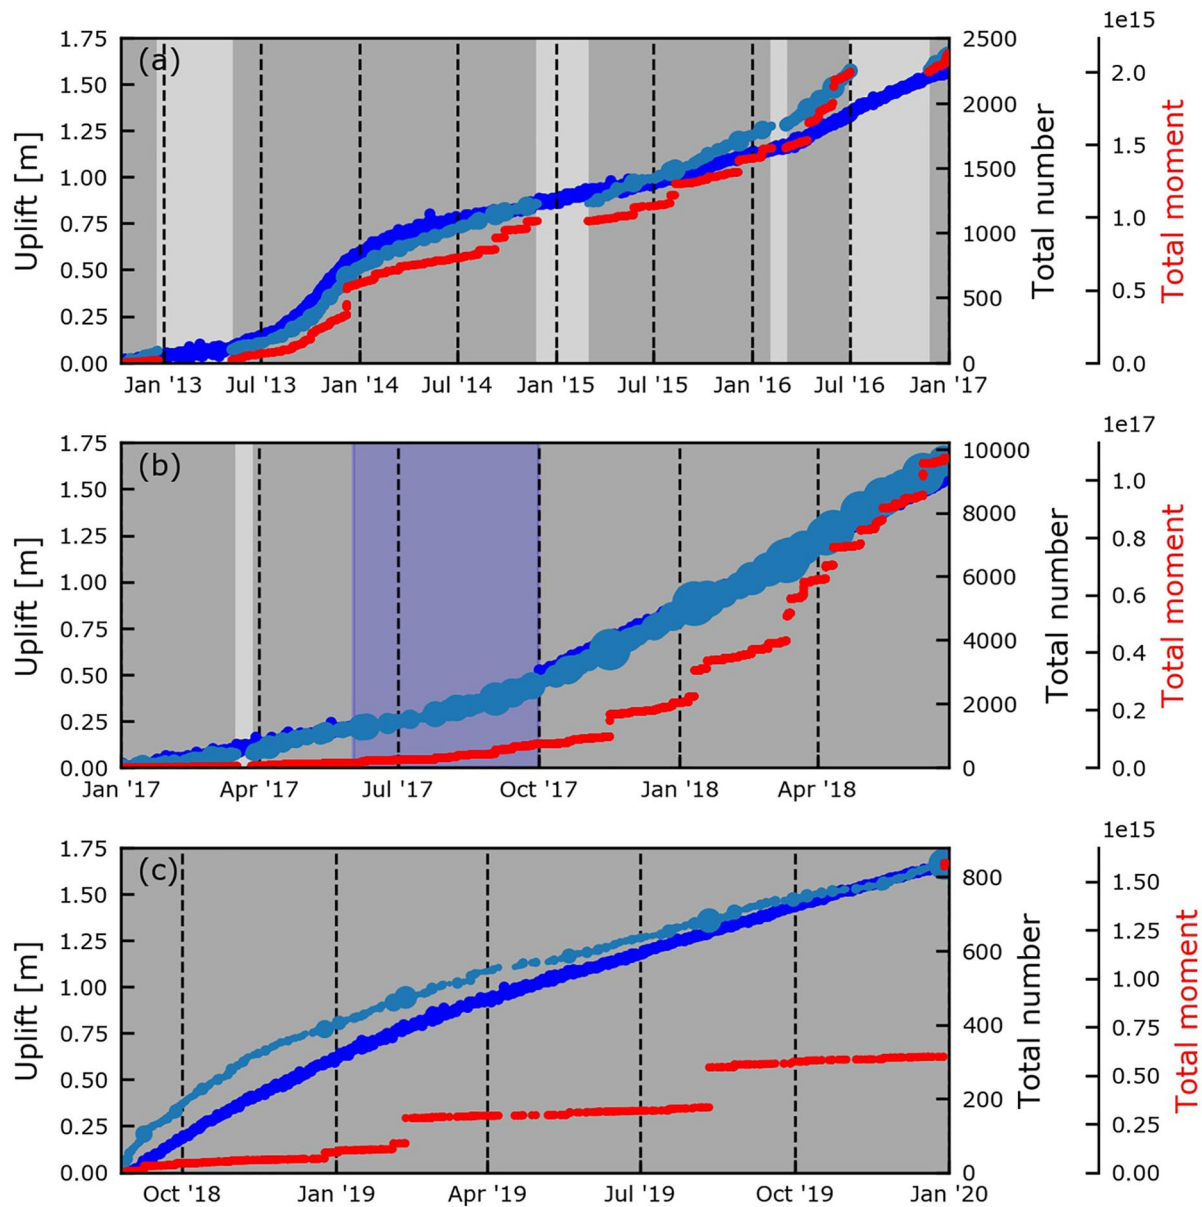 1e15
(a)
1.75
1.50
1.25
1.00
0.75
0.50
0.25
0.00
Uplift [m]
2500
2000
1500
1000
500
0
Total number
2.0
1.5
1.0
0.5
0.0
Total moment
Jan '13
Jul '13
Jan '14
Jul '14
Jan '15
Jul '15
Jan '16
Jul '16
Jan '17
1e17
(b)
1.75
1.50
1.25
1.00
0.75
0.50
0.25
0.00
Uplift [m]
10000
8000
6000
4000
2000
0
Total number
1.0
0.8
0.6
0.4
0.2
0.0
Total moment
Jan '17
Apr '17
Jul '17
Oct '17
Jan '18
Apr '18
1e15
(c)
1.75
1.50
1.25
1.00
0.75
0.50
0.25
0.00
Uplift [m]
800
600
400
200
0
Total number
1.50
1.25
1.00
0.75
0.50
0.25
0.00
Total moment
Oct '18
Jan '19
Apr '19
Jul '19
Oct '19
Jan '20